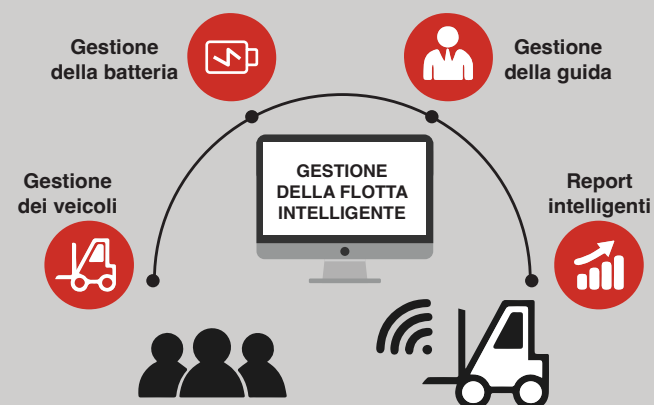 Gestione
della batteria
Gestione
della guida
Gestione
dei veicoli
GESTIONE
DELLA FLOTTA
INTELLIGENTE
Report
intelligenti